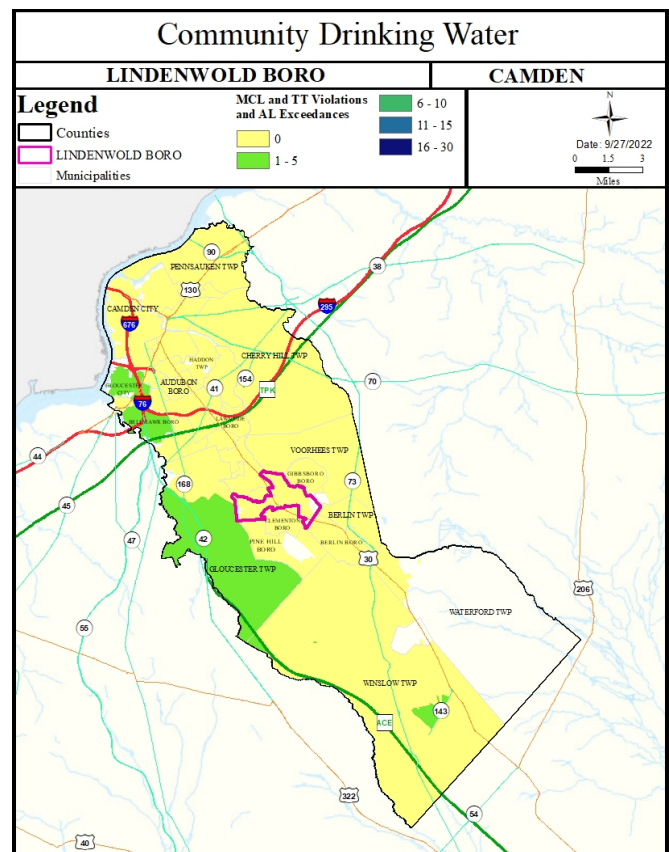 Community Drinking Water
LINDENWOLD BORO
CAMDEN
Legend
Counties
LINDENWOLD BORO
Municipalities
MCL and TT Violations
and AL Exceedances
0
1 - 5
6 - 10
11 - 15
16 - 30
N
Date: 9/27/2022
0 1.5 3
Miles
90
PENNSAUKEN TWP
38
130
295
CAMDEN CITY
676
HADDON
TWP
CHERRY HILL TWP
GLOUCESTER
CITY
AUDUBON
BORO
41
154
TPK
70
76
BELLMAWR BORO
44
VOORHEES TWP
GIBBSBORO
BORO
73
168
45
CLEMENTON
BORO
BERLIN TWP
47
42
PINE HILL
BORO
BERLIN BORO
30
GLOUCESTER TWP
206
WATERFORD TWP
55
WINSLOW TWP
143
ACE
322
54
40